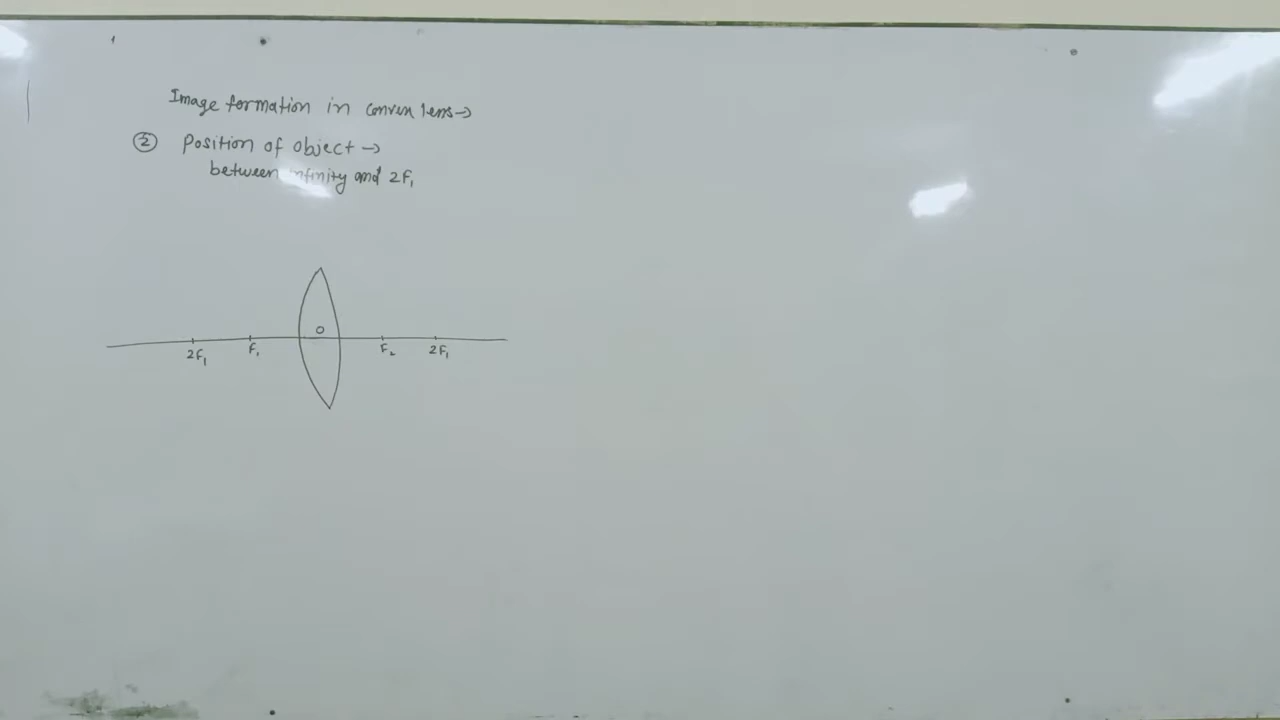 Image formation in convex lens→
② Position of object →
between infinity and 2F₁
O
2F₁ F₁ F₂ 2F₁